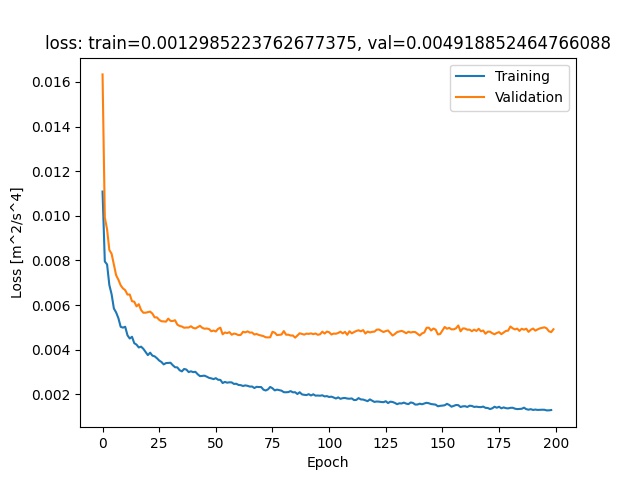 loss: train=0.0012985223762677375, val=0.004918852464766088
Training
Validation
0.016
0.014
0.012
0.010
0.008
0.006
0.004
0.002
Loss [m^2/s^4]
0 25 50 75 100 125 150 175 200
Epoch